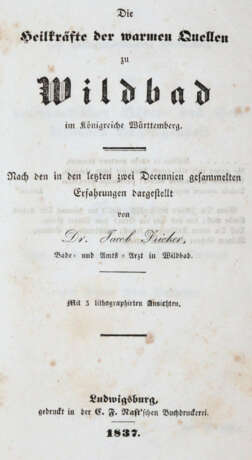 Die
Heilkräfte der warmen Quellen
zu
Wildbad
im Königreiche Württemberg.
Nach den in den letzten zwei Decennien gesammelten
Erfahrungen dargestellt
von
Dr. Jacob Fricker,
Bade- und Amts-Arzt in Wildbad.
Mit 5 lithographirten Ansichten.
Ludwigsburg,
gedruckt in der C. F. Nast'schen Buchdruckerei.
1837.